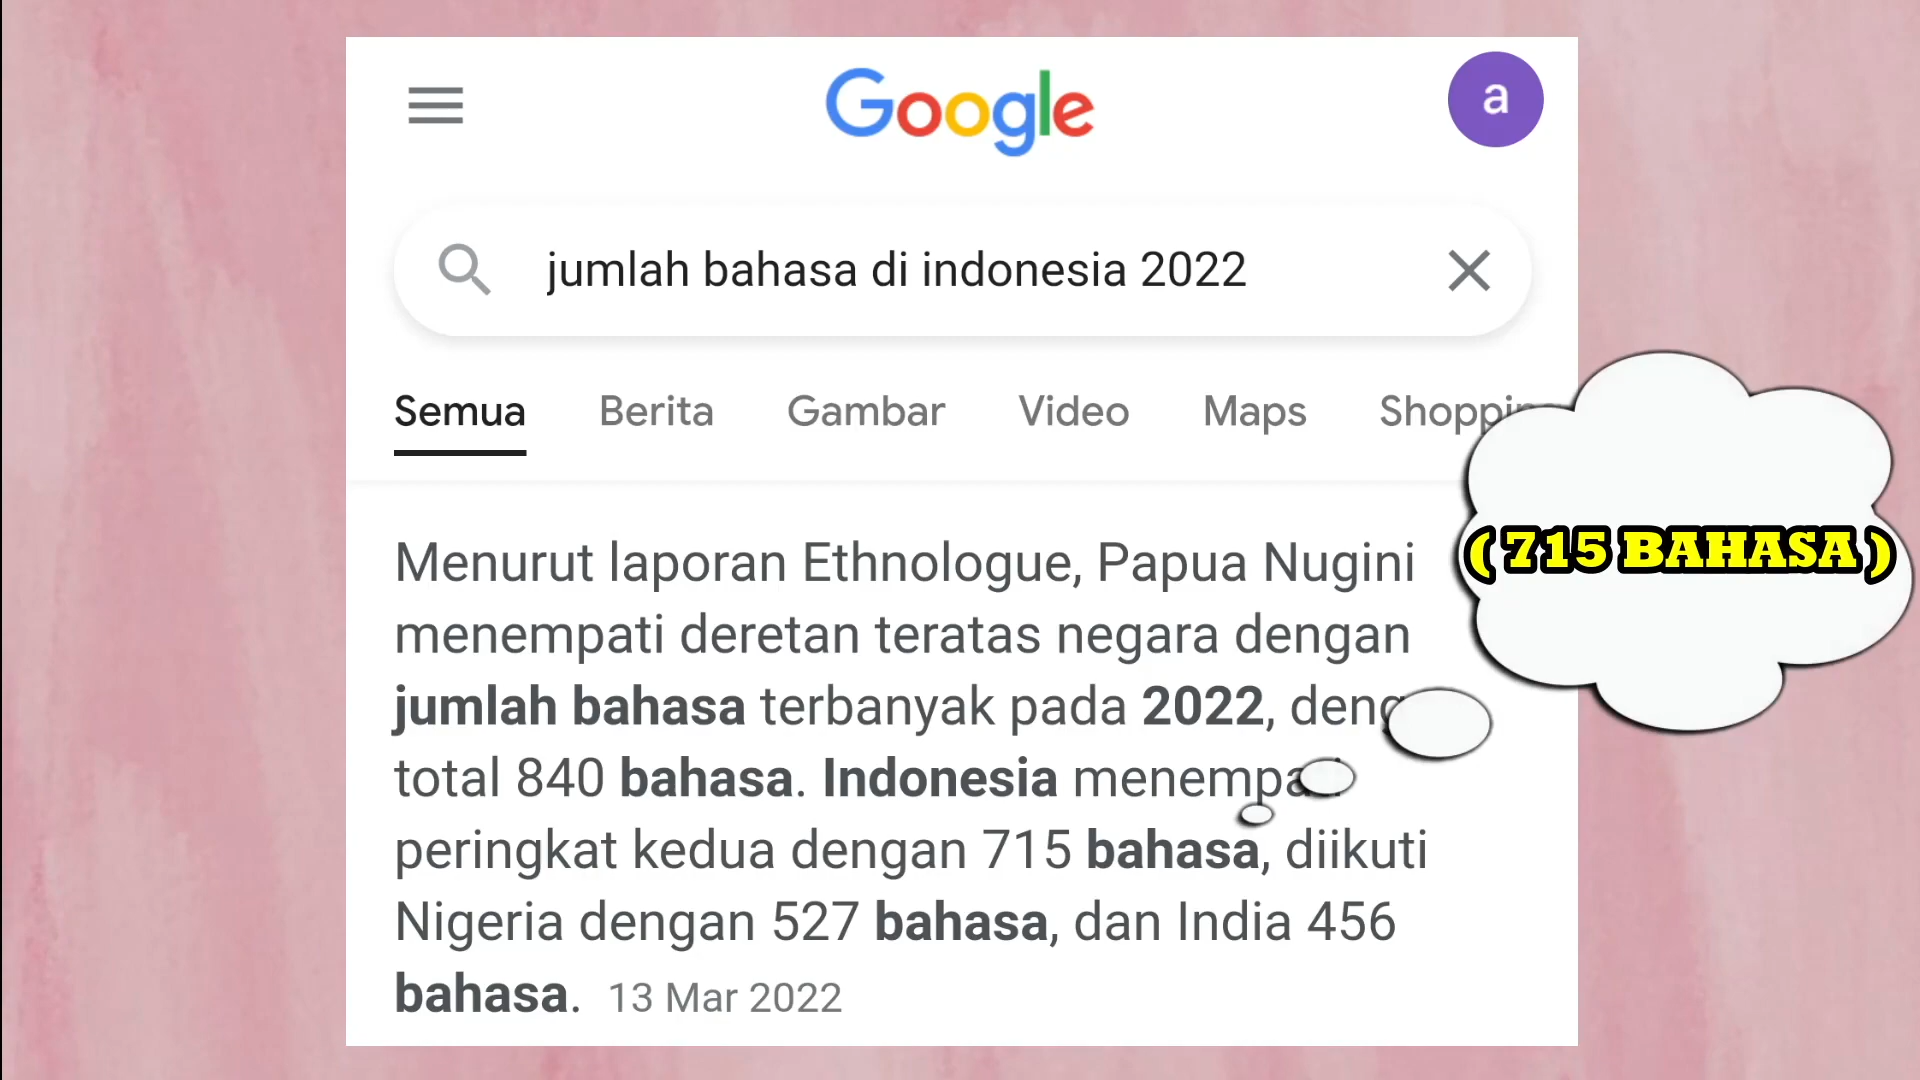 Google
a
jumlah bahasa di indonesia 2022
Semua Berita Gambar Video Maps
Menurut laporan Ethnologue, Papua Nugini
menempati deretan teratas negara dengan
jumlah bahasa terbanyak pada 2022,
total 840 bahasa. Indonesia
peringkat kedua dengan 715 bahasa, diikuti
Nigeria dengan 527 bahasa, dan India 456
bahasa. 13 Mar 2022
( 715 BAHASA )